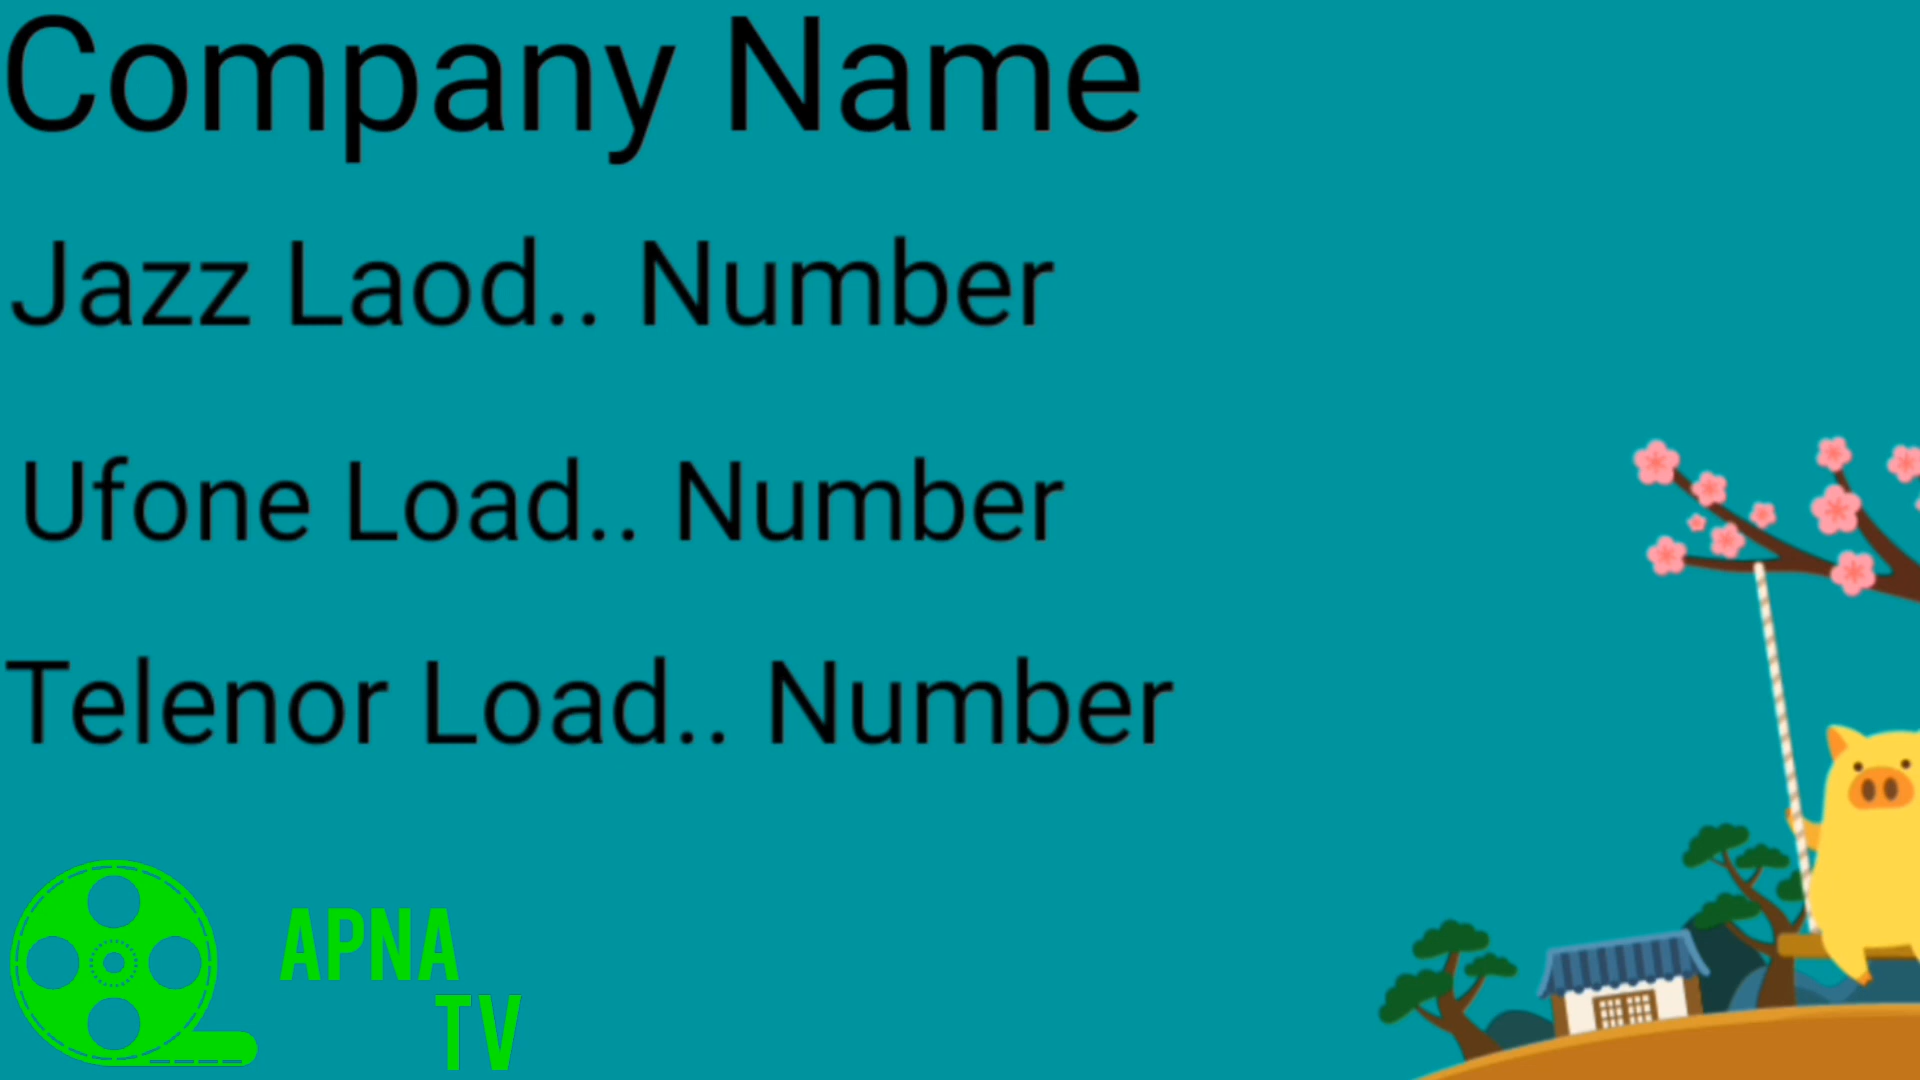 Company Name
Jazz Laod.. Number
Ufone Load.. Number
Telenor Load.. Number
APNA
TV